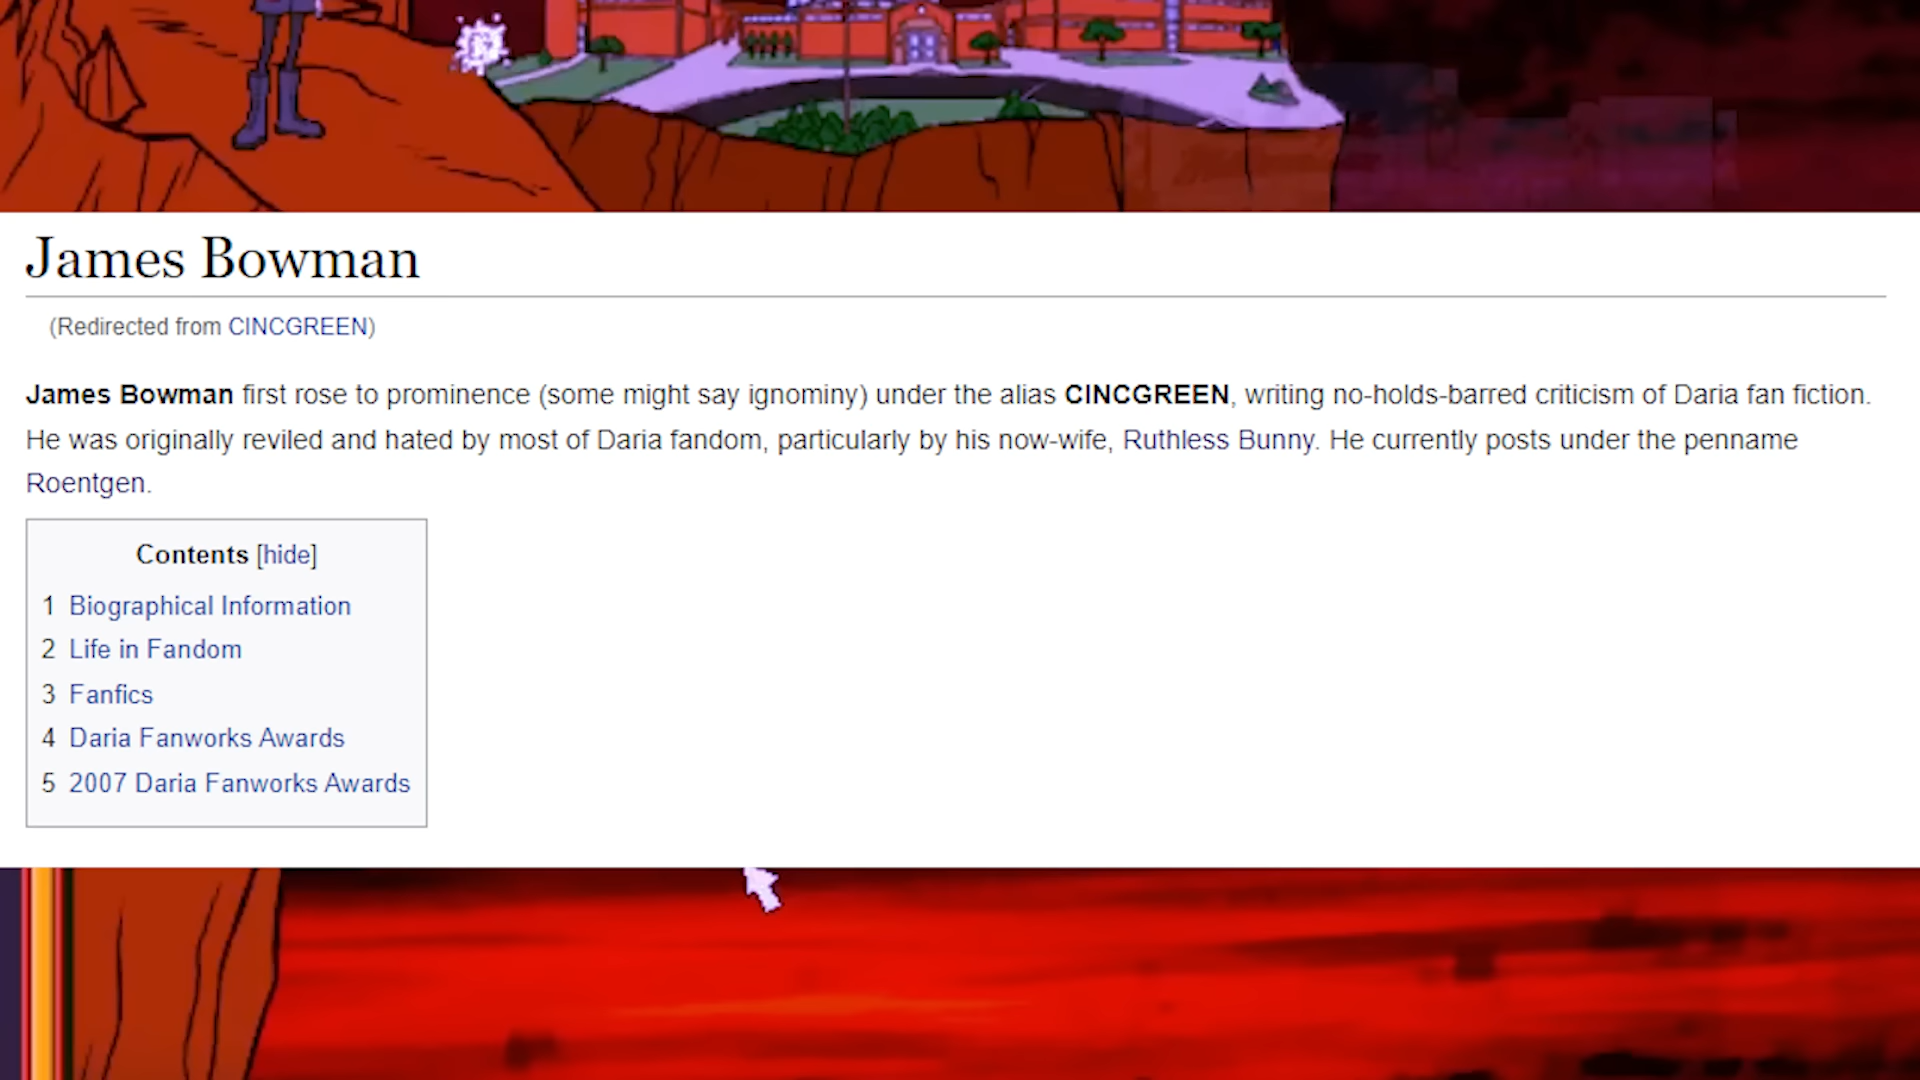 James Bowman
(Redirected from CINCGREEN)
James Bowman first rose to prominence (some might say ignominy) under the alias CINCGREEN, writing no-holds-barred criticism of Daria fan fiction.
He was originally reviled and hated by most of Daria fandom, particularly by his now-wife, Ruthless Bunny. He currently posts under the penname
Roentgen.
Contents [hide]
1 Biographical Information
2 Life in Fandom
3 Fanfics
4 Daria Fanworks Awards
5 2007 Daria Fanworks Awards